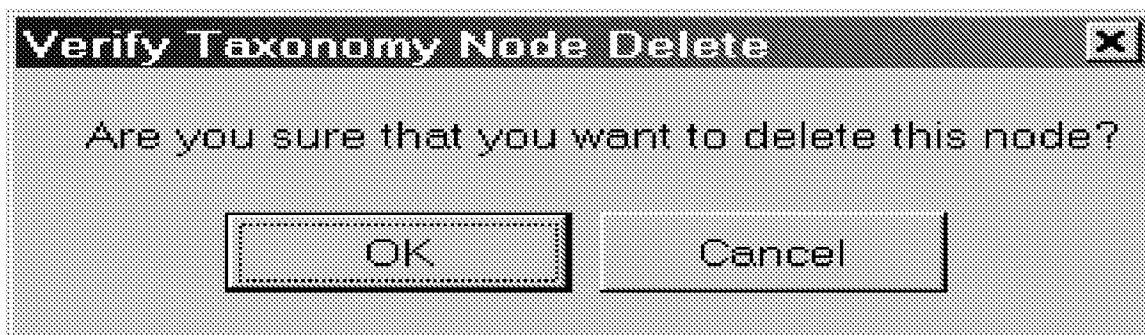 Verify Taxonomy Node Delete
Are you sure that you want to delete this node?
OK
Cancel